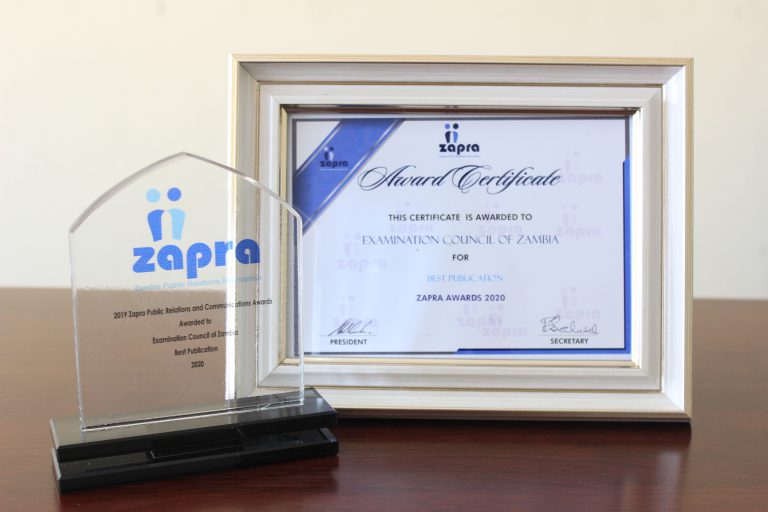 zapra
Zambia Public Relations Association
2019 Zapra Public Relations and Communications Awards
Awarded to
Examination Council of Zambia
Best Publication
2020
zapra
zapra
Award Certificate
THIS CERTIFICATE IS AWARDED TO
EXAMINATION COUNCIL OF ZAMBIA
FOR
BEST PUBLICATION
ZAPRA AWARDS 2020
PRESIDENT
SECRETARY